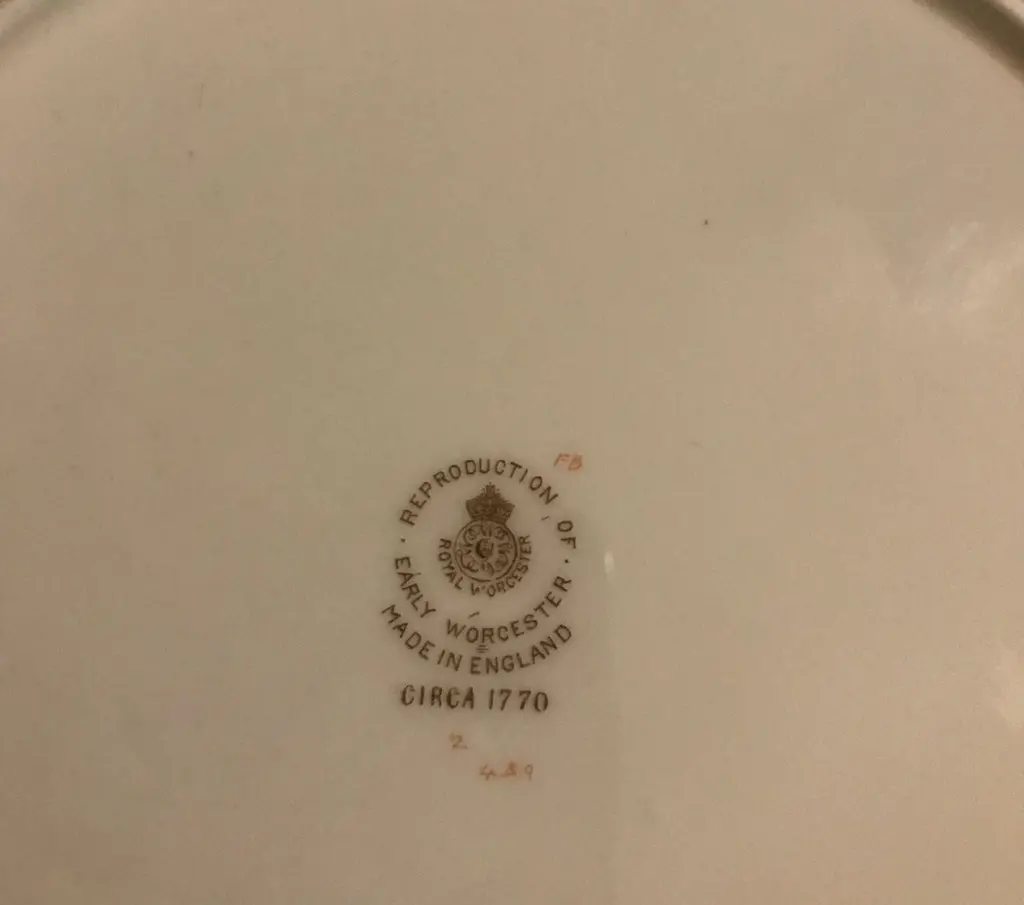 FB
REPRODUCTION OF
EARLY WORCESTER
ROYAL WORCESTER
MADE IN ENGLAND
CIRCA 1770
2